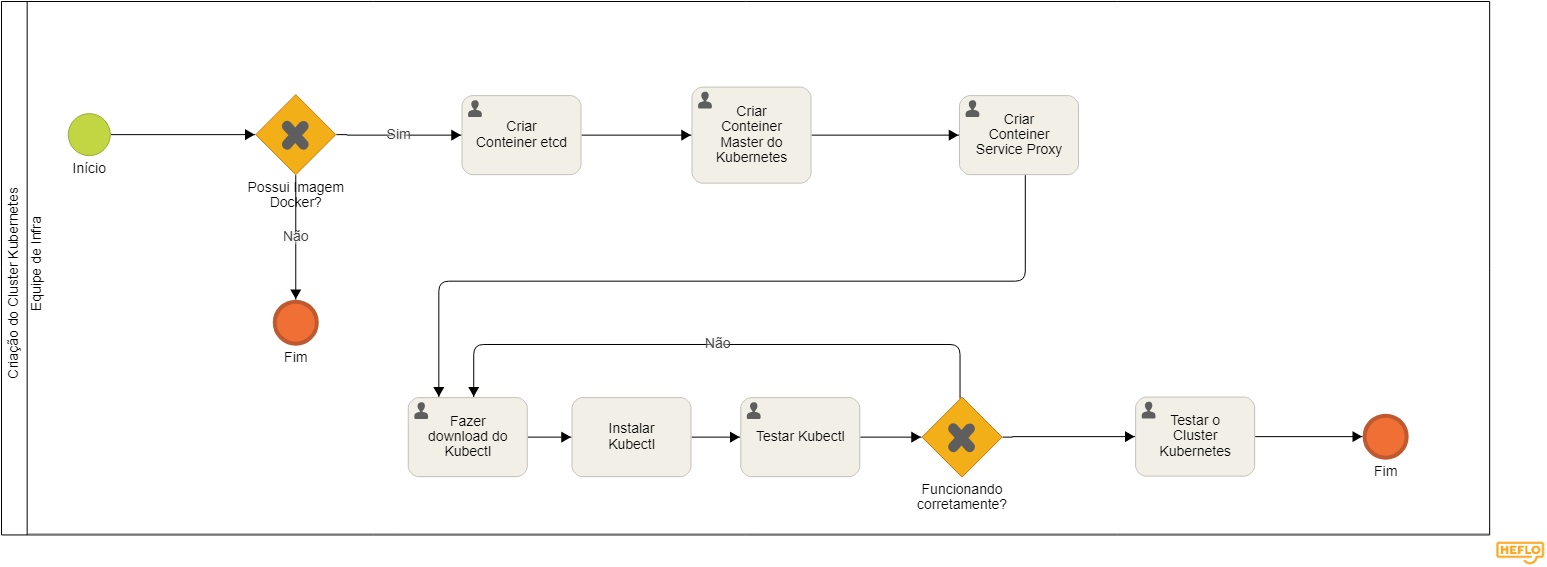 Criação do Cluster Kubernetes
Equipe de Infra
Início
Possui Imagem
Docker?
Sim
Não
Fim
Criar
Conteiner etcd
Criar
Conteiner
Master do
Kubernetes
Criar
Conteiner
Service Proxy
Não
Fazer
download do
Kubectl
Instalar
Kubectl
Testar Kubectl
Funcionando
corretamente?
Testar o
Cluster
Kubernetes
Fim
HEFLO